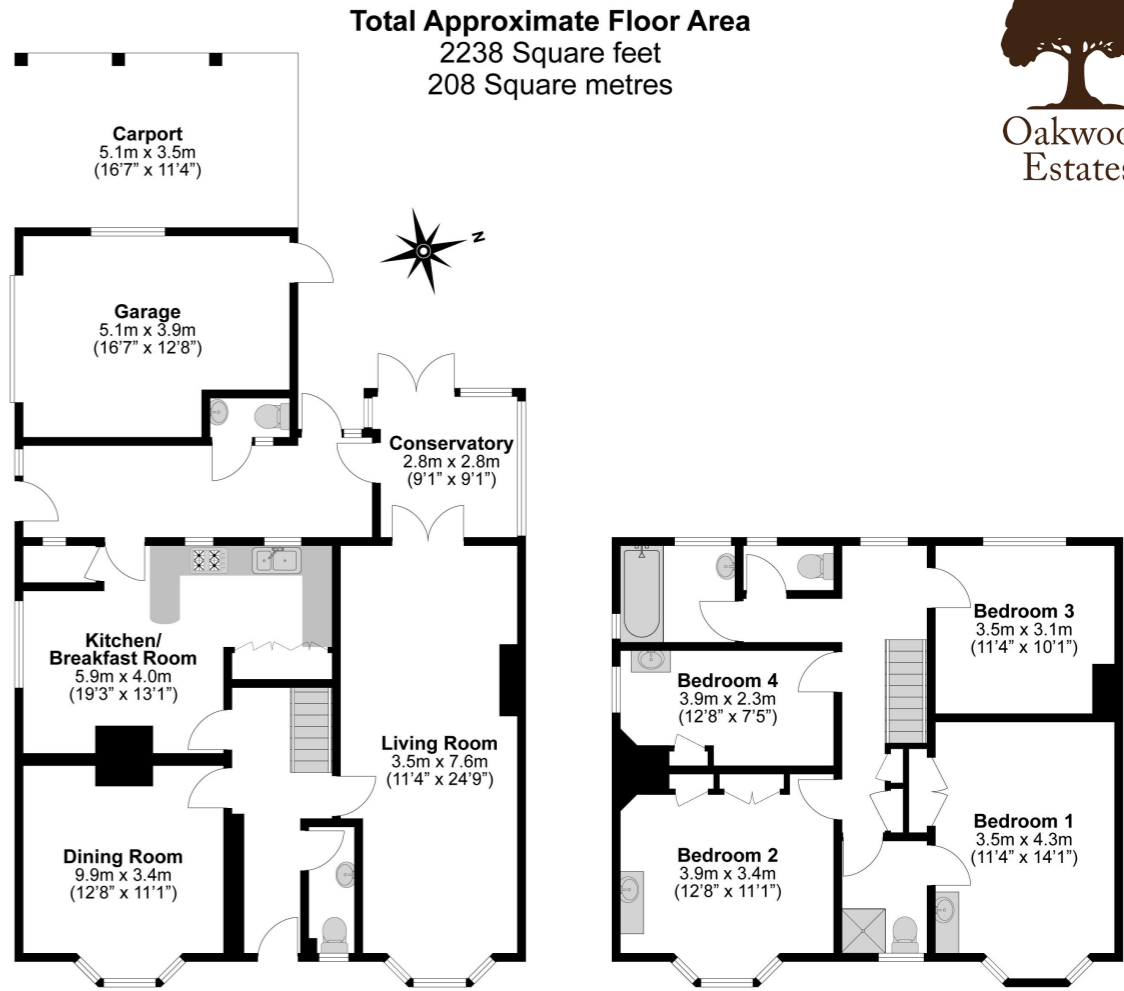 Total Approximate Floor Area
2238 Square feet
208 Square metres
Oakwoo
Estates
Carport
5.1m x 3.5m
(16'7" x 11'4")
N
Garage
5.1m x 3.9m
(16'7" x 12'8")
Conservatory
2.8m x 2.8m
(9'1" x 9'1")
Kitchen/
Breakfast Room
5.9m x 4.0m
(19'3" x 13'1")
Living Room
3.5m x 7.6m
(11'4" x 24'9")
Dining Room
9.9m x 3.4m
(12'8" x 11'1")
Bedroom 3
3.5m x 3.1m
(11'4" x 10'1")
Bedroom 4
3.9m x 2.3m
(12'8" x 7'5")
Bedroom 1
3.5m x 4.3m
(11'4" x 14'1")
Bedroom 2
3.9m x 3.4m
(12'8" x 11'1")